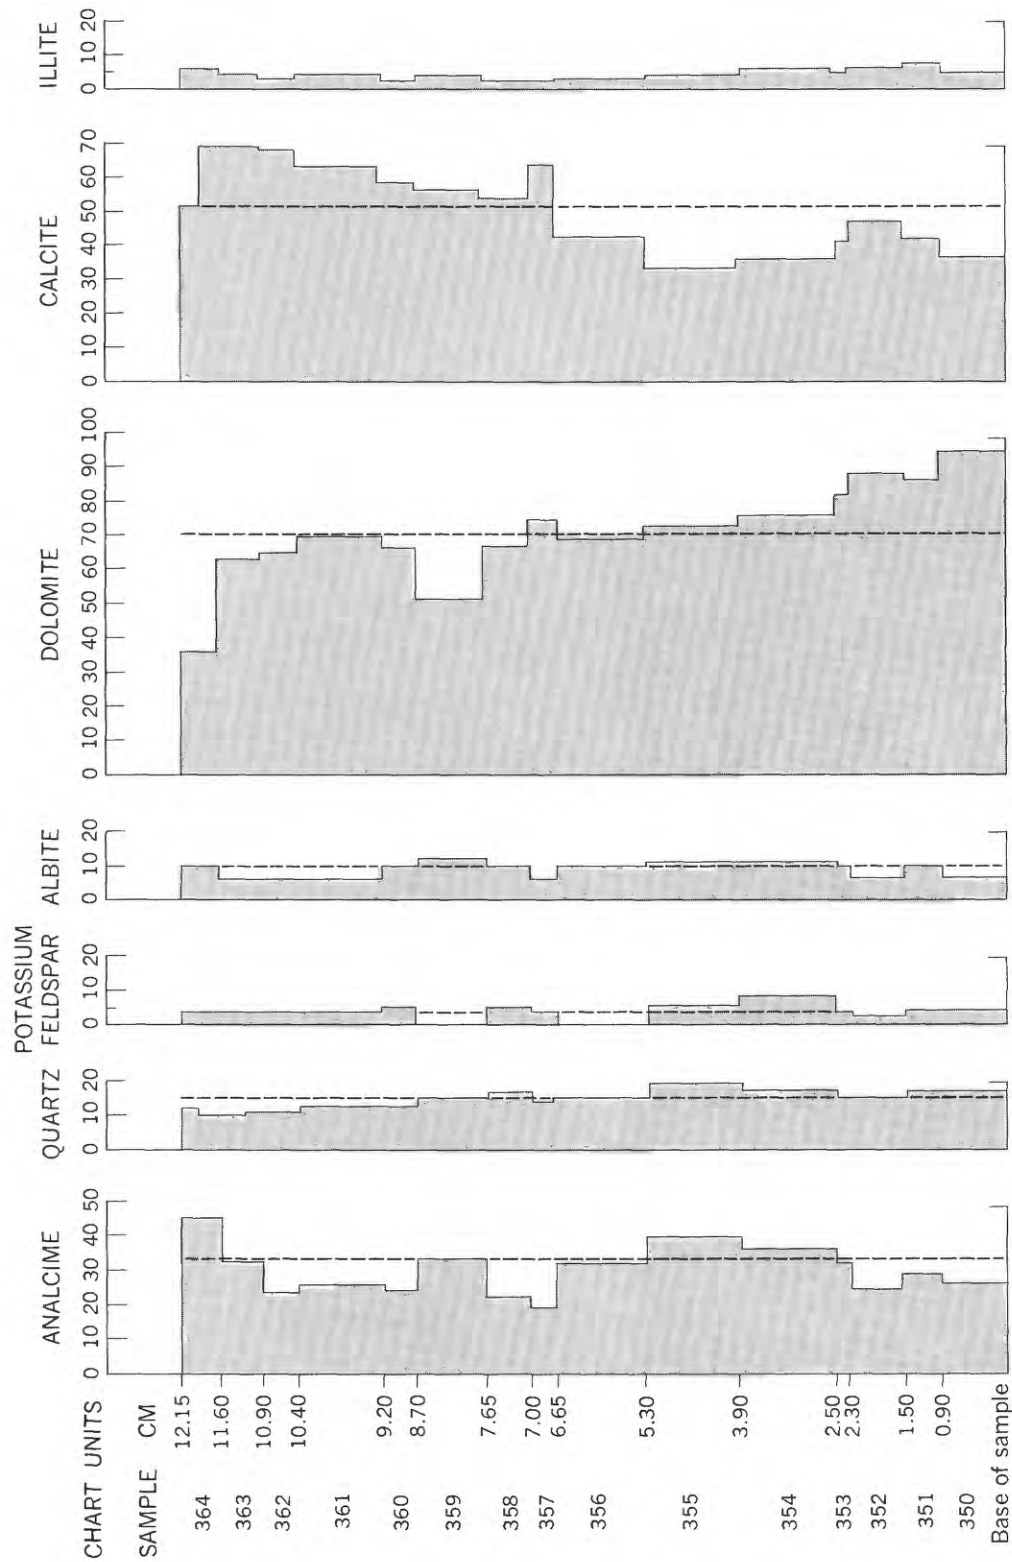 CHART UNITS
SAMPLE CM
ANALCIME
0 10 20 30 40 50
QUARTZ
0 10 20
POTASSIUM
FELDSPAR
0 10 20
ALBITE
0 10 20
DOLOMITE
0 10 20 30 40 50 60 70 80 90 100
CALCITE
0 10 20 30 40 50 60 70
ILLITE
0 10 20
12.15
364
11.60
363
10.90
362
10.40
361
9.20
360
8.70
359
7.65
358
7.00
357
6.65
356
5.30
355
3.90
354
2.50
353
2.30
352
1.50
351
0.90
350
Base of sample